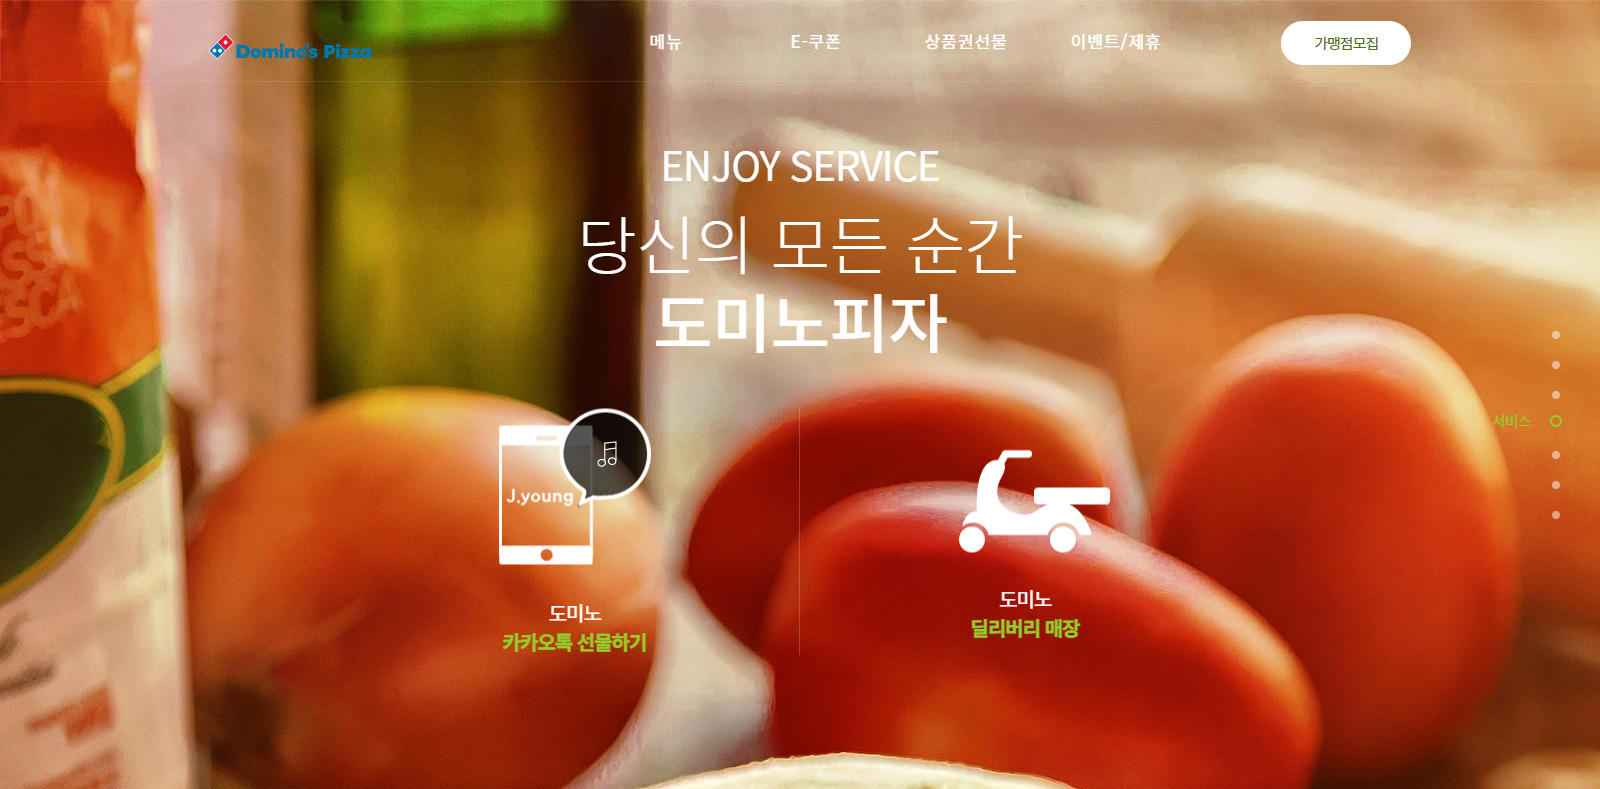 Domino's Pizza
메뉴
E-쿠폰
상품권선물
이벤트/제휴
가맹점모집
ENJOY SERVICE
당신의 모든 순간
도미노피자
서비스
J.young
도미노
카카오톡 선물하기
도미노
딜리버리 매장